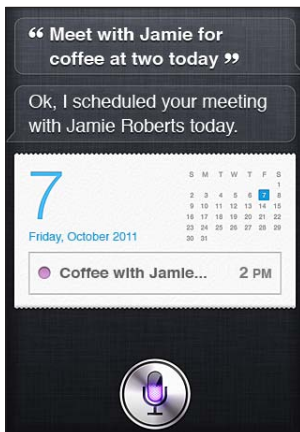 “ Meet with Jamie for
coffee at two today ”
Ok, I scheduled your meeting
with Jamie Roberts today.
7
Friday, October 2011
S M T W T F S
1
2 3 4 5 6 7 8
9 10 11 12 13 14 15
16 17 18 19 20 21 22
23 24 25 26 27 28 29
30 31
Coffee with Jamie... 2 PM